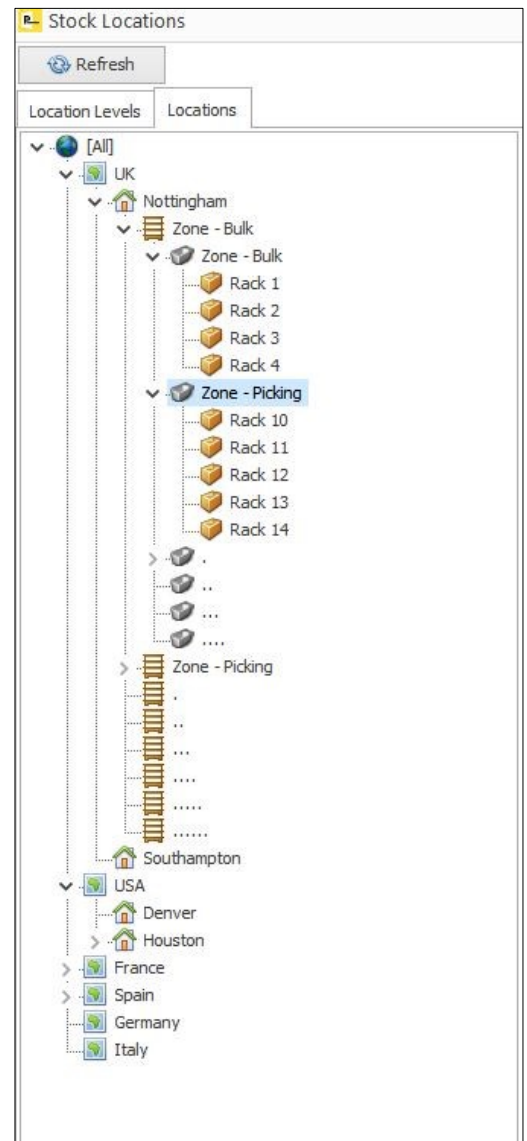 Stock Locations
Refresh
Location Levels Locations
[All]
UK
Nottingham
Zone - Bulk
Zone - Bulk
Rack 1
Rack 2
Rack 3
Rack 4
Zone - Picking
Rack 10
Rack 11
Rack 12
Rack 13
Rack 14
.
..
...
....
Zone - Picking
.
..
...
....
.....
......
Southampton
USA
Denver
Houston
France
Spain
Germany
Italy